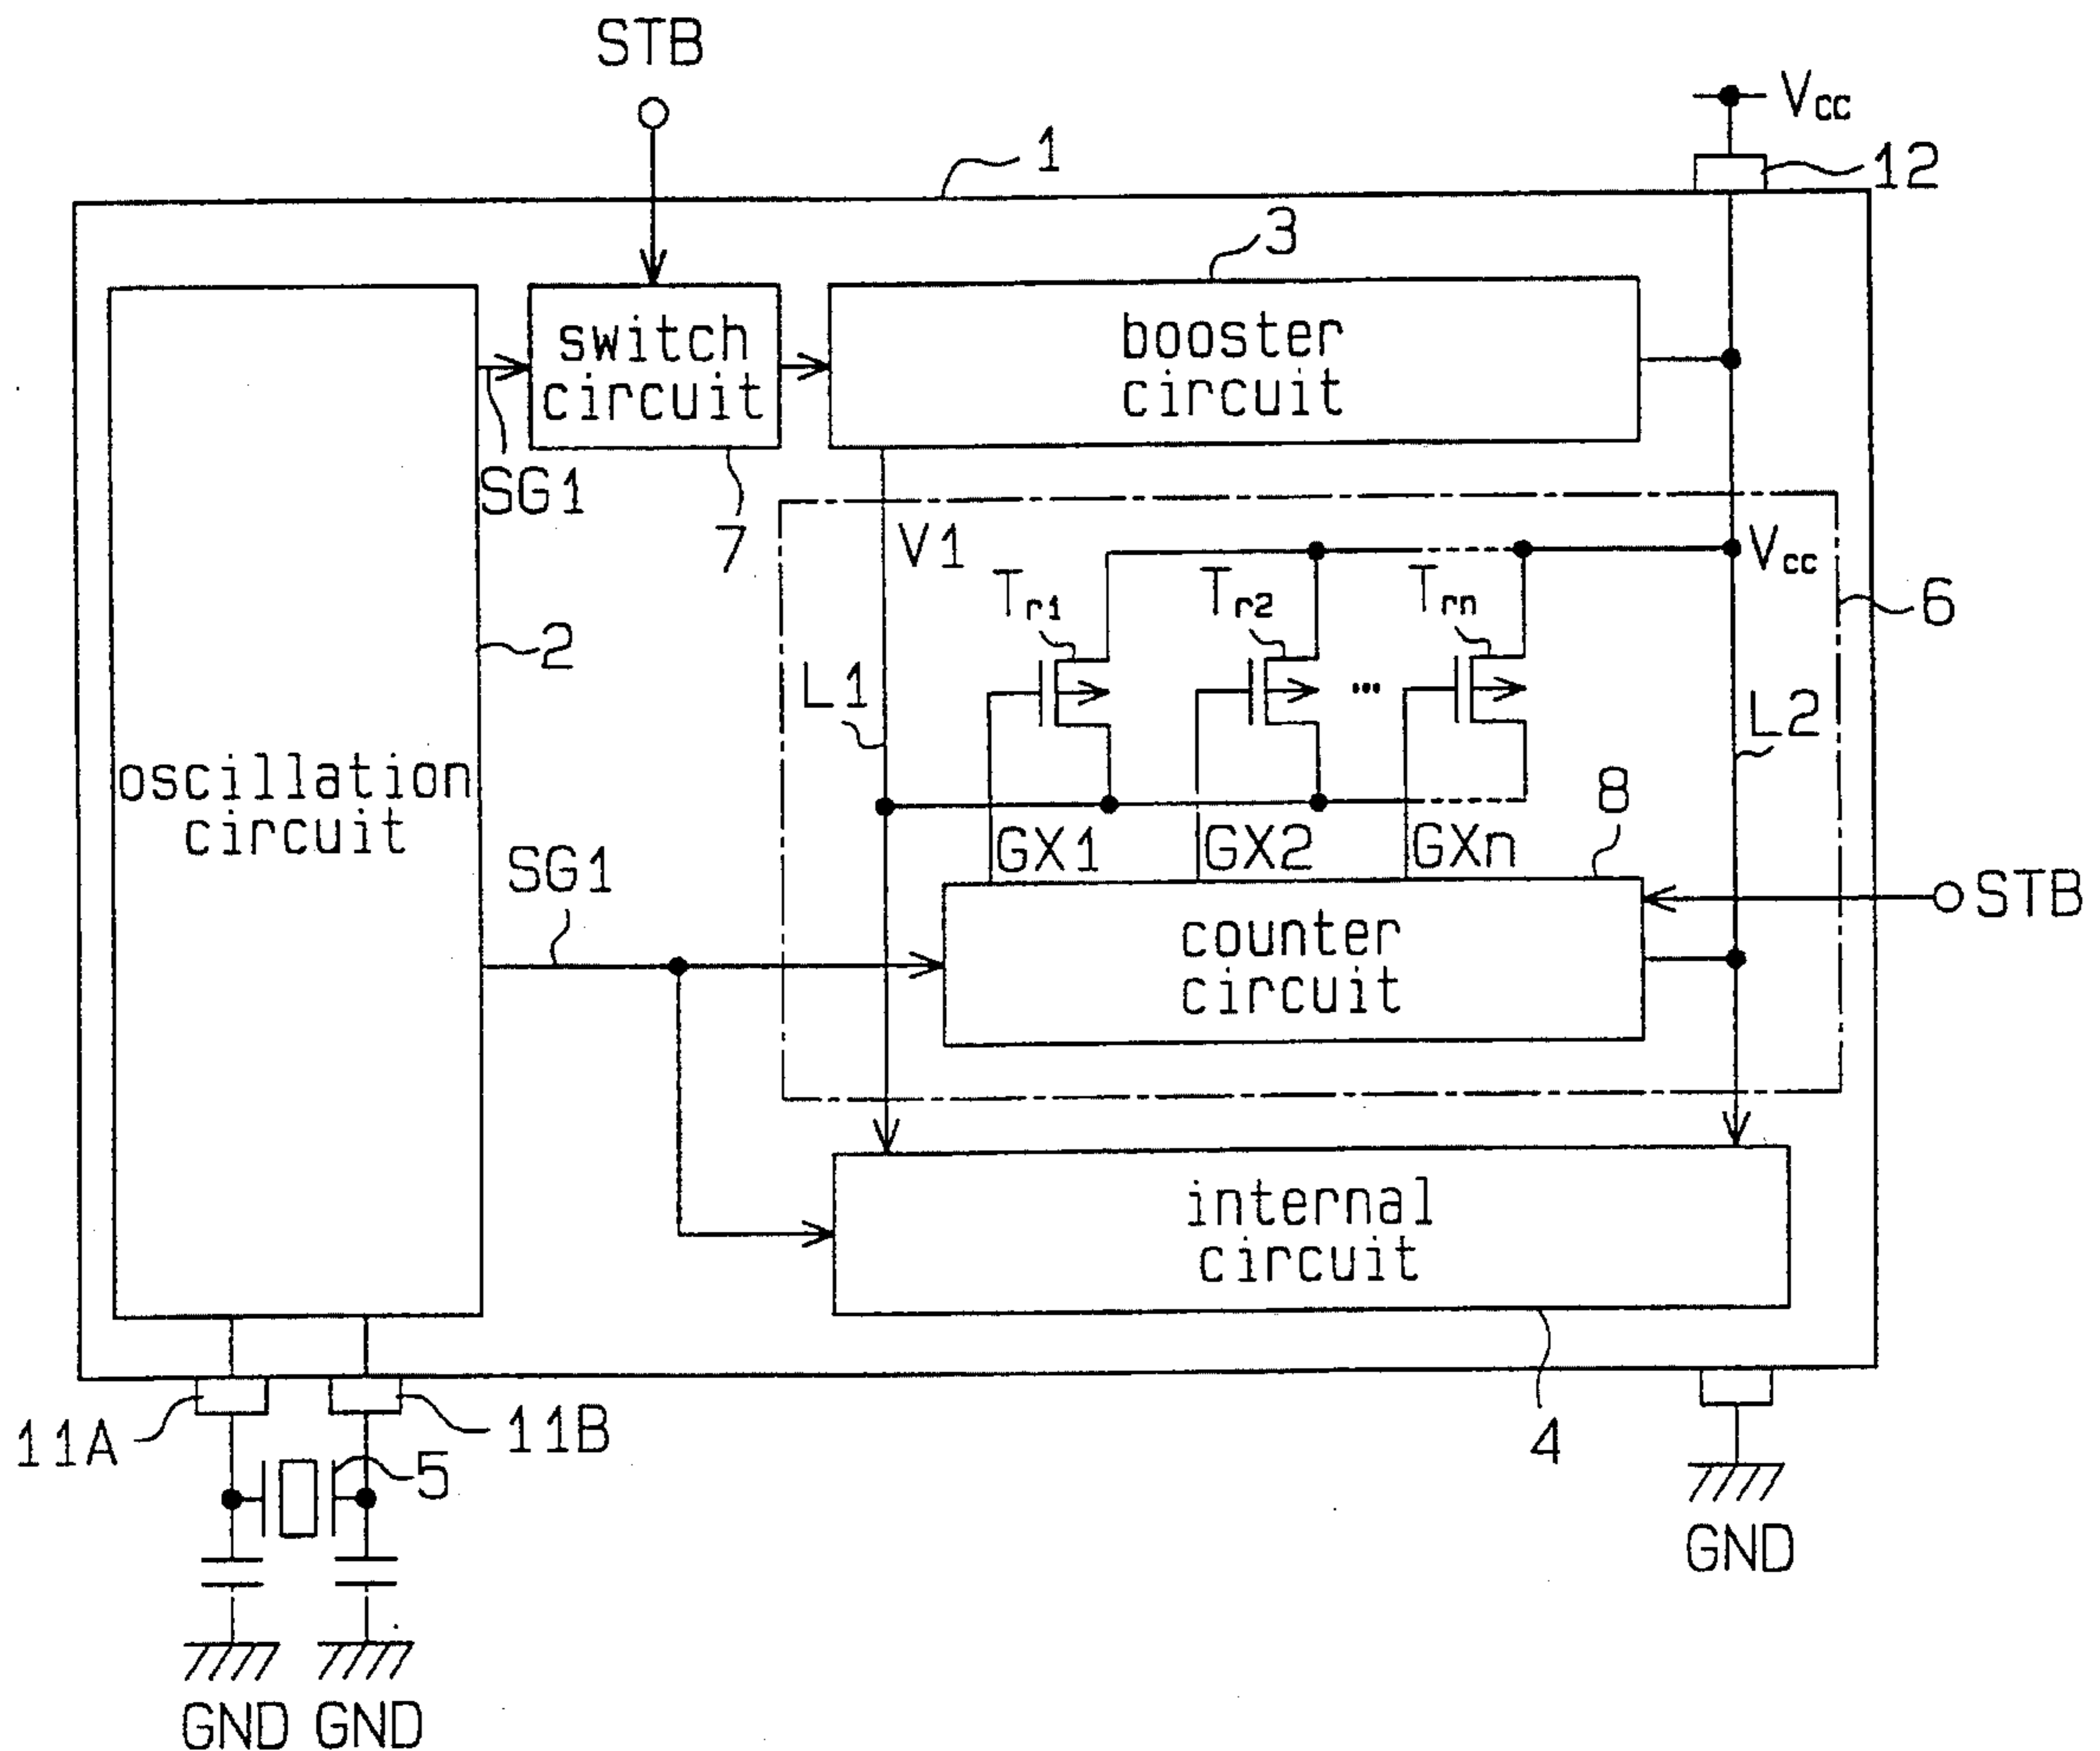 STB
Vcc
1
12
3
switch
circuit
booster
circuit
SG1
7
V1
Vcc
Tr1
Tr2
Trn
6
2
L1
...
L2
oscillation
circuit
8
GX1
GX2
GXn
SG1
STB
counter
circuit
internal
circuit
11A
11B
4
5
GND
GND
GND